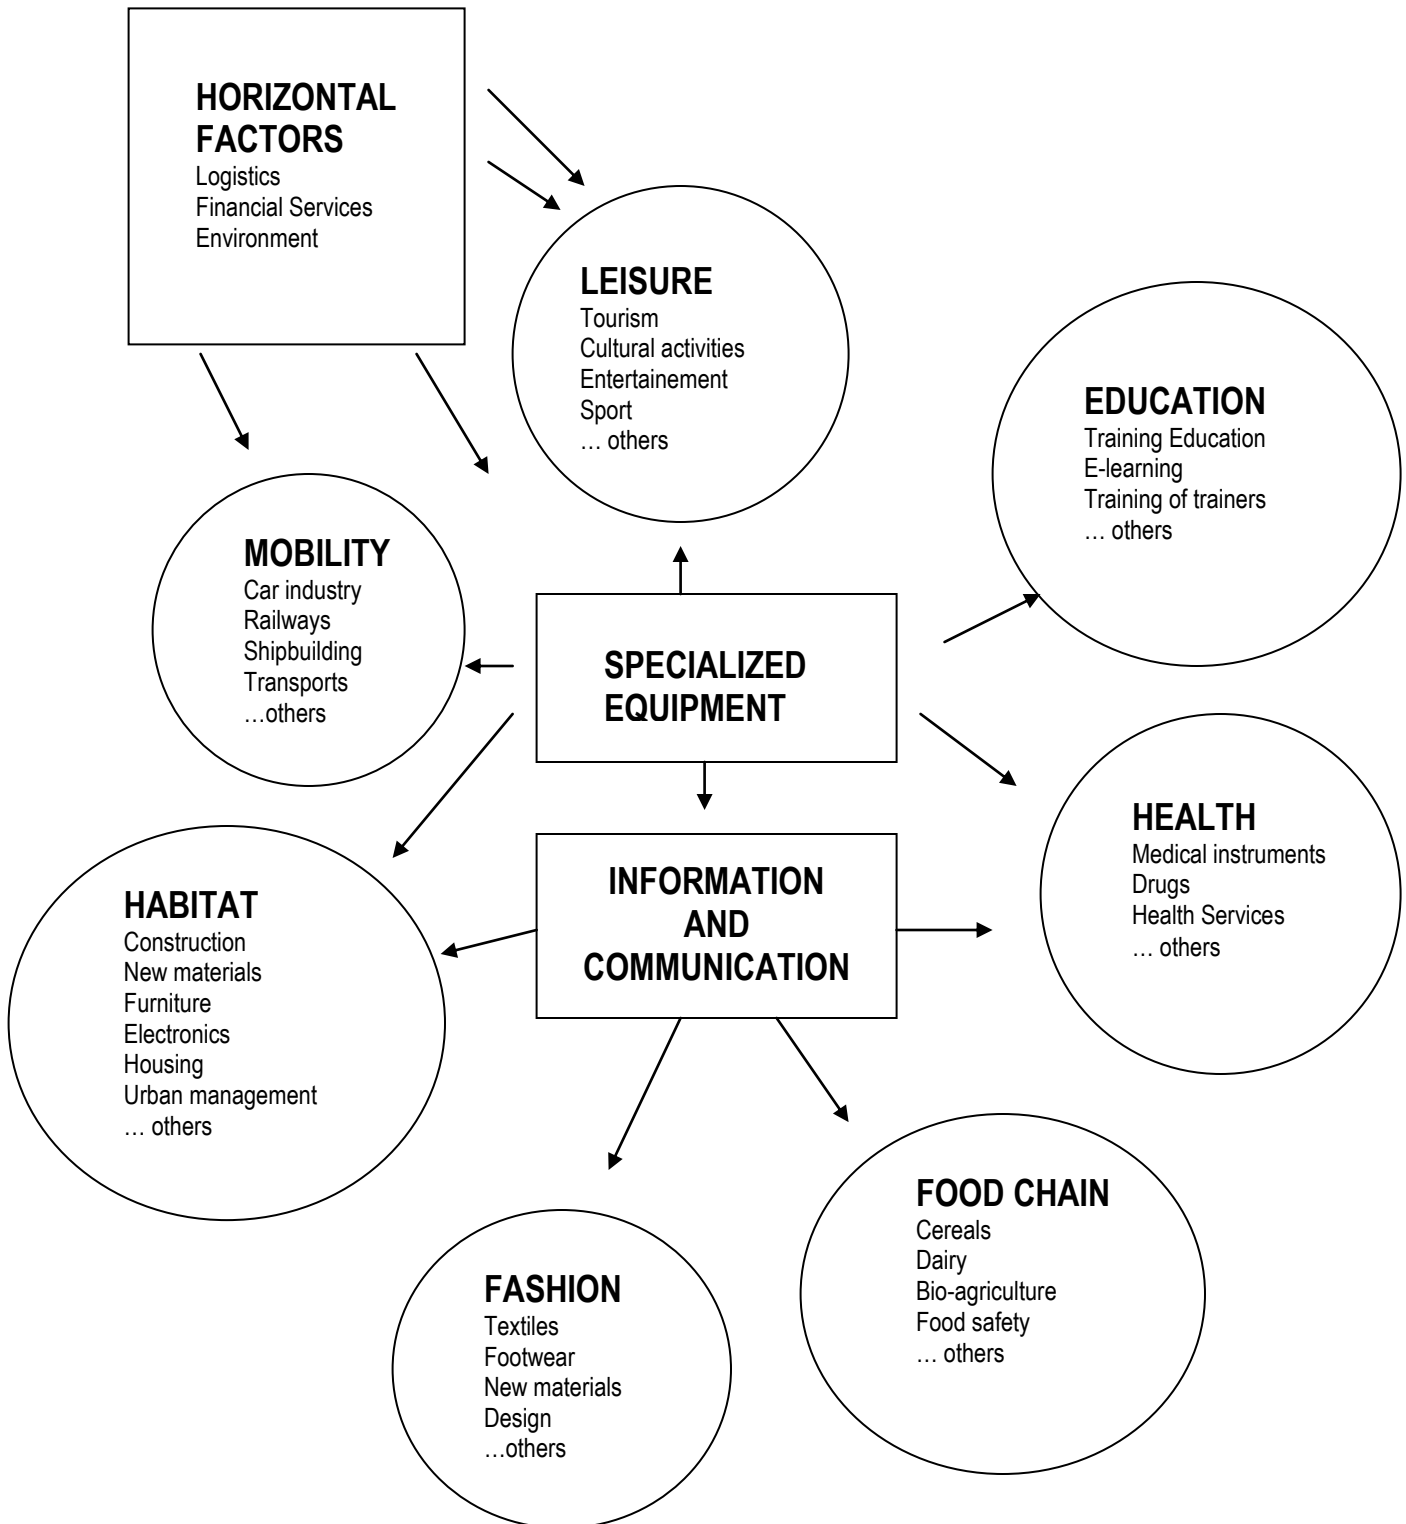 HORIZONTAL
FACTORS
Logistics
Financial Services
Environment
LEISURE
Tourism
Cultural activities
Entertainement
Sport
… others
EDUCATION
Training Education
E-learning
Training of trainers
… others
MOBILITY
Car industry
Railways
Shipbuilding
Transports
…others
SPECIALIZED
EQUIPMENT
HEALTH
Medical instruments
Drugs
Health Services
… others
INFORMATION
AND
COMMUNICATION
HABITAT
Construction
New materials
Furniture
Electronics
Housing
Urban management
… others
FOOD CHAIN
Cereals
Dairy
Bio-agriculture
Food safety
… others
FASHION
Textiles
Footwear
New materials
Design
…others